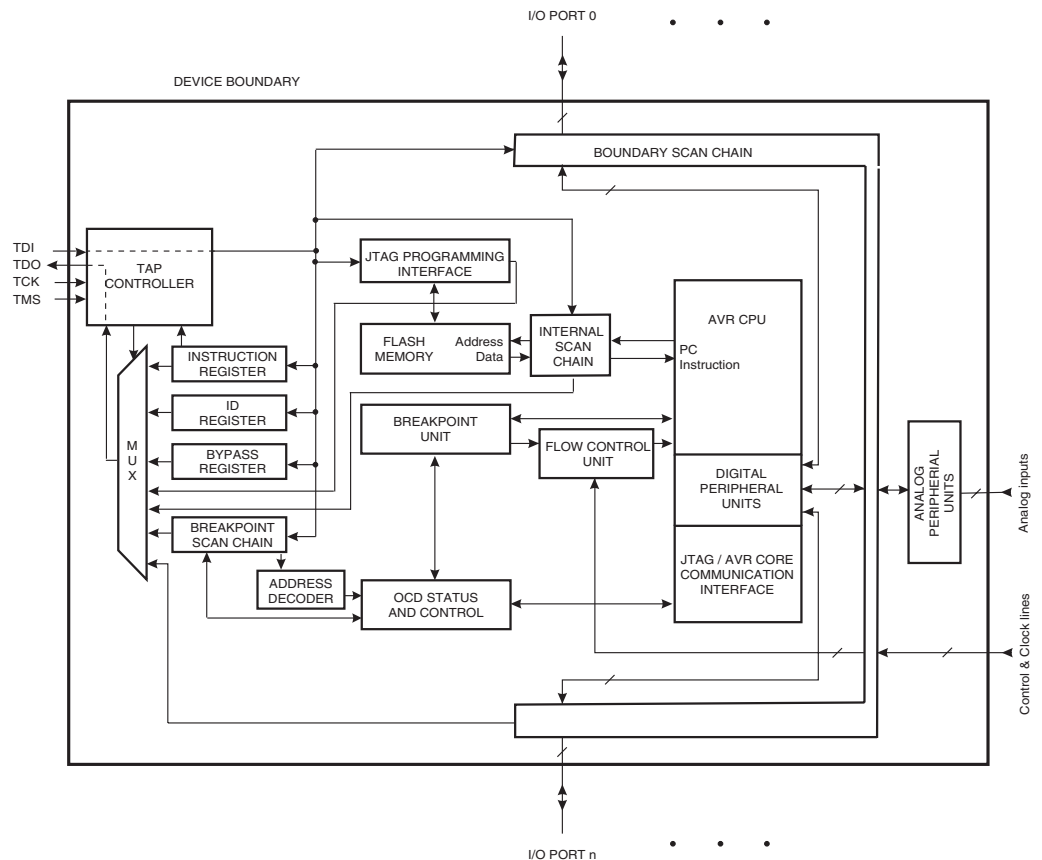 I/O PORT 0
DEVICE BOUNDARY
BOUNDARY SCAN CHAIN
TDI
TDO
TCK
TMS
TAP
CONTROLLER
JTAG PROGRAMMING
INTERFACE
AVR CPU
FLASH
MEMORY
Address
Data
INTERNAL
SCAN
CHAIN
PC
Instruction
INSTRUCTION
REGISTER
ID
REGISTER
BYPASS
REGISTER
M
U
X
BREAKPOINT
UNIT
FLOW CONTROL
UNIT
DIGITAL
PERIPHERAL
UNITS
ANALOG
PERIPHERIAL
UNITS
Analog inputs
BREAKPOINT
SCAN CHAIN
ADDRESS
DECODER
OCD STATUS
AND CONTROL
JTAG / AVR CORE
COMMUNICATION
INTERFACE
Control & Clock lines
I/O PORT n